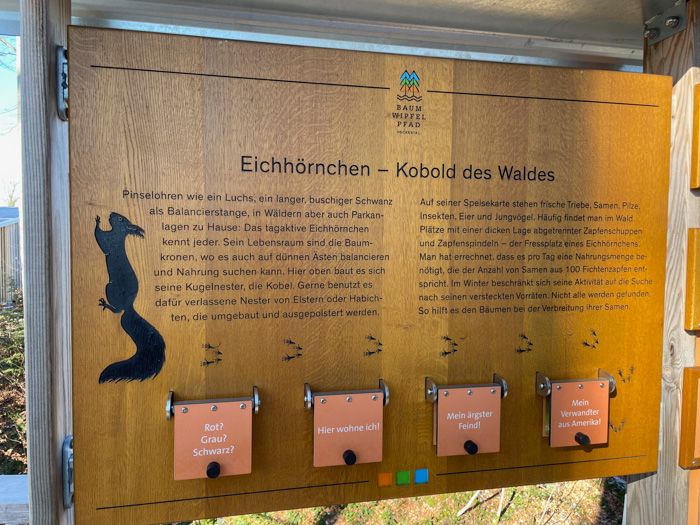 BAUM
WIPFEL
PFAD
Eichhörnchen – Kobold des Waldes
Pinselohren wie ein Luchs, ein langer, buschiger Schwanz
als Balancierstange, in Wäldern aber auch Parkan-
lagen zu Hause: Das tagaktive Eichhörnchen
kennt jeder. Sein Lebensraum sind die Baum-
kronen, wo es auch auf dünnen Ästen balancieren
und Nahrung suchen kann. Hier oben baut es sich
seine Kugelnester, die Kobel. Gerne benutzt es
dafür verlassene Nester von Elstern oder Habich-
ten, die umgebaut und ausgepolstert werden.
Auf seiner Speisekarte stehen frische Triebe, Samen, Pilze,
Insekten, Eier und Jungvögel. Häufig findet man im Wald
Plätze mit einer dicken Lage abgetrennter Zapfenschuppen
und Zapfenspindeln – der Fressplatz eines Eichhörnchens.
Man hat errechnet, dass es pro Tag eine Nahrungsmenge be-
nötigt, die der Anzahl von Samen aus 100 Fichtenzapfen ent-
spricht. Im Winter beschränkt sich seine Aktivität auf die Suche
nach seinen versteckten Vorräten. Nicht alle werden gefunden.
So hilft es den Bäumen bei der Verbreitung ihrer Samen.
Rot?
Grau?
Schwarz?
Hier wohne ich!
Mein ärgster
Feind!
Mein
Verwandter
aus Amerika!